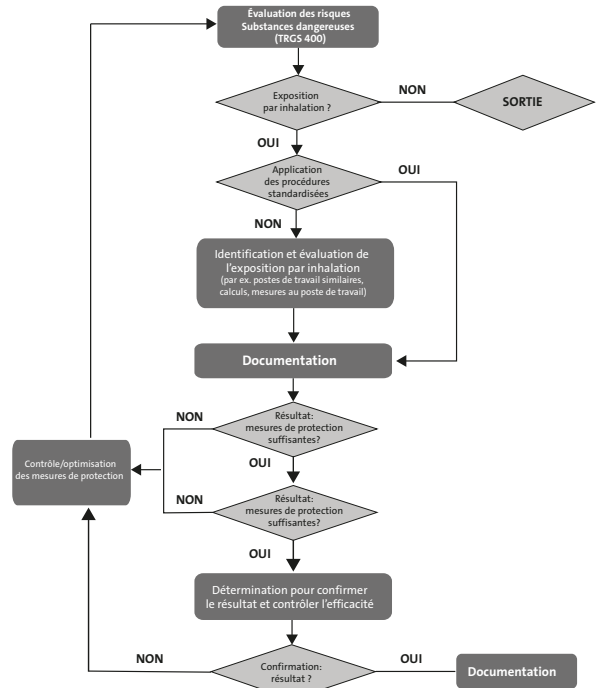 Évaluation des risques
Substances dangereuses
(TRGS 400)
Exposition
par inhalation ?
NON
SORTIE
OUI
Application
des procédures
standardisées
OUI
NON
Identification et évaluation de
l'exposition par inhalation
(par ex. postes de travail similaires,
calculs, mesures au poste de travail)
Documentation
NON
Résultat:
mesures de protection
suffisantes?
OUI
Contrôle/optimisation
des mesures de protection
NON
Résultat:
mesures de protection
suffisantes?
OUI
Détermination pour confirmer
le résultat et contrôler l'efficacité
NON
Confirmation:
résultat ?
OUI
Documentation